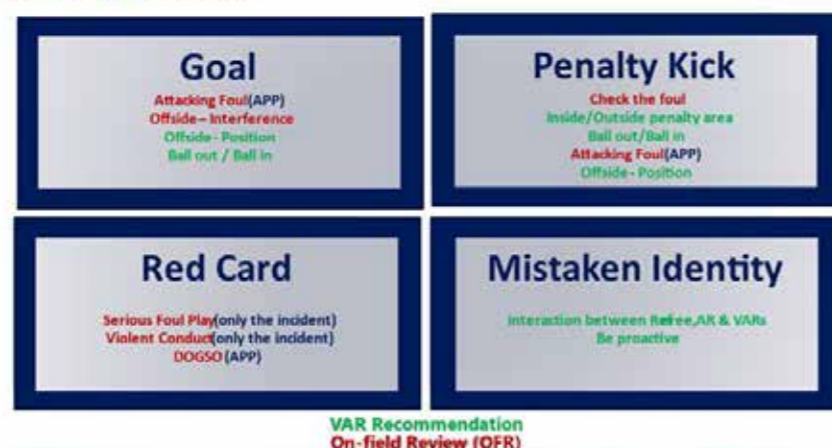 Goal
Attacking Foul(APP)
Offside – Interference
Offside - Position
Ball out / Ball in
Penalty Kick
Check the foul
Inside/Outside penalty area
Ball out/Ball in
Attacking Foul(APP)
Offside - Position
Red Card
Serious Foul Play(only the incident)
Violent Conduct(only the incident)
DOGSO (APP)
Mistaken Identity
Interaction between Refree,AR & VARs
Be proactive
VAR Recommendation
On-field Review (OFR)